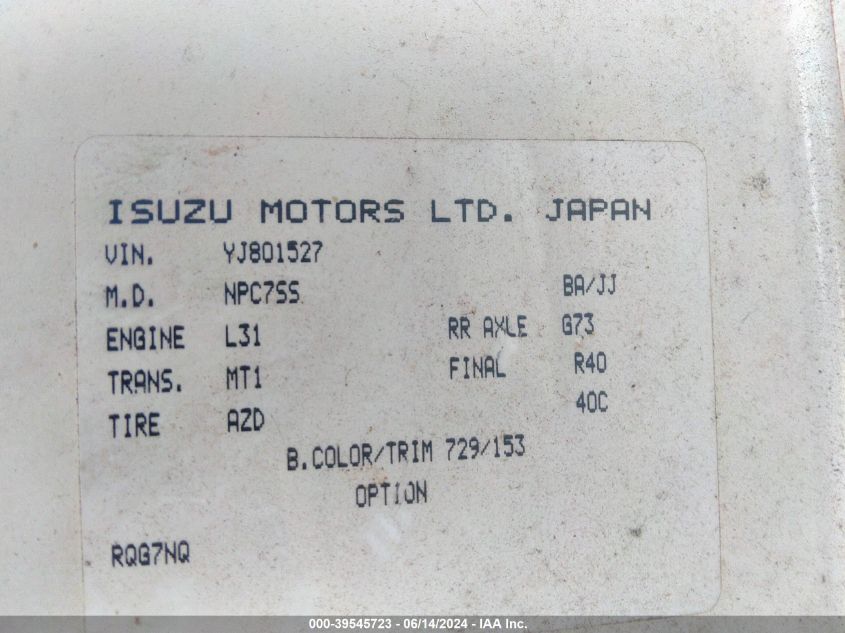 ISUZU MOTORS LTD. JAPAN
VIN. YJ801527
M.D. NPC7SS BA/JJ
ENGINE L31 RR AXLE G73
TRANS. MT1 FINAL R40
TIRE AZD 40C
B.COLOR/TRIM 729/153
OPTION
RQG7NQ
000-39545723 - 06/14/2024 - IAA